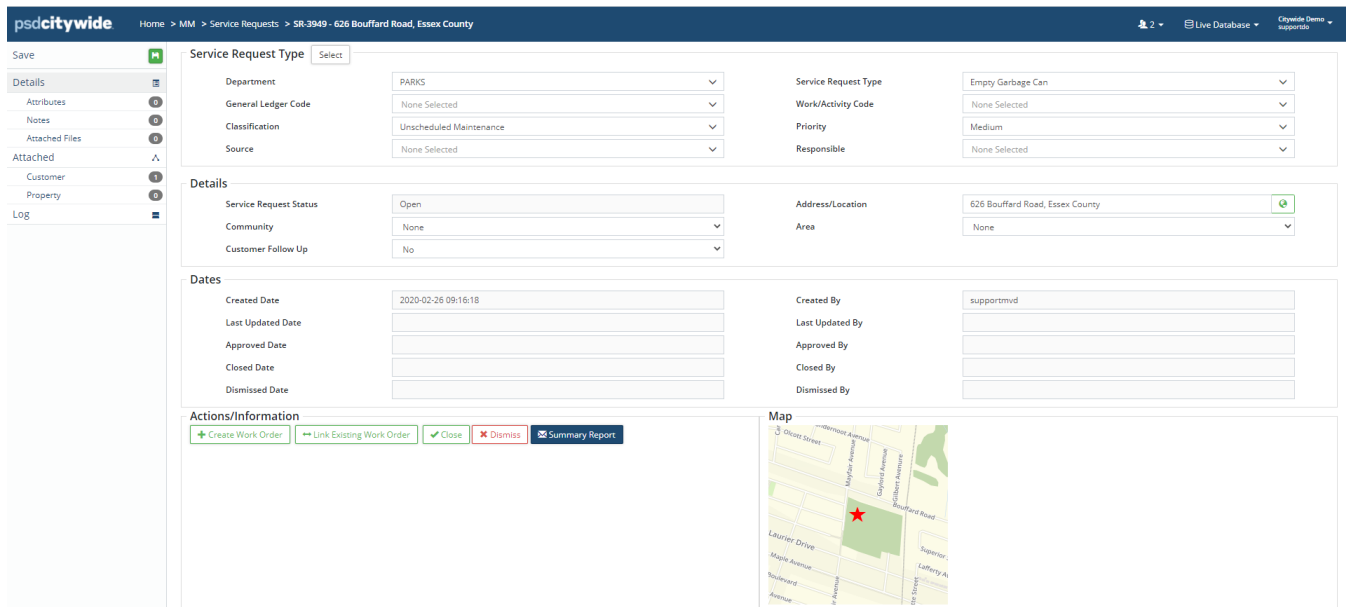 psdcitywide. Home > MM > Service Requests > SR-3949 - 626 Bouffard Road, Essex County 2 Live Database Citywide Demo
supportdo
Save
Details
Attributes 0
Notes 0
Attached Files 0
Attached
Customer 1
Property 0
Log
Service Request Type Select
Department PARKS Service Request Type Empty Garbage Can
General Ledger Code None Selected Work/Activity Code None Selected
Classification Unscheduled Maintenance Priority Medium
Source None Selected Responsible None Selected
Details
Service Request Status Open Address/Location 626 Bouffard Road, Essex County
Community None Area None
Customer Follow Up No
Dates
Created Date 2020-02-26 09:16:18 Created By supportmvd
Last Updated Date Last Updated By
Approved Date Approved By
Closed Date Closed By
Dismissed Date Dismissed By
Actions/Information
Create Work Order Link Existing Work Order Close Dismiss Summary Report
Map
Olcott Street
Mayfair Avenue
Gaylord Avenue
Bouffard Road
Laurier Drive
Maple Avenue
Superior
Boulevard
Avenue